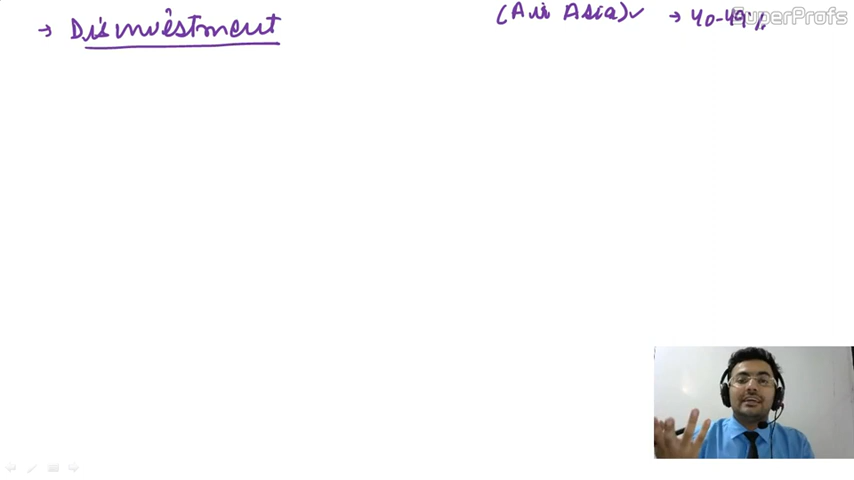 → Disinvestment
(Air Asia)✓ → 40-49%
SuperProfs